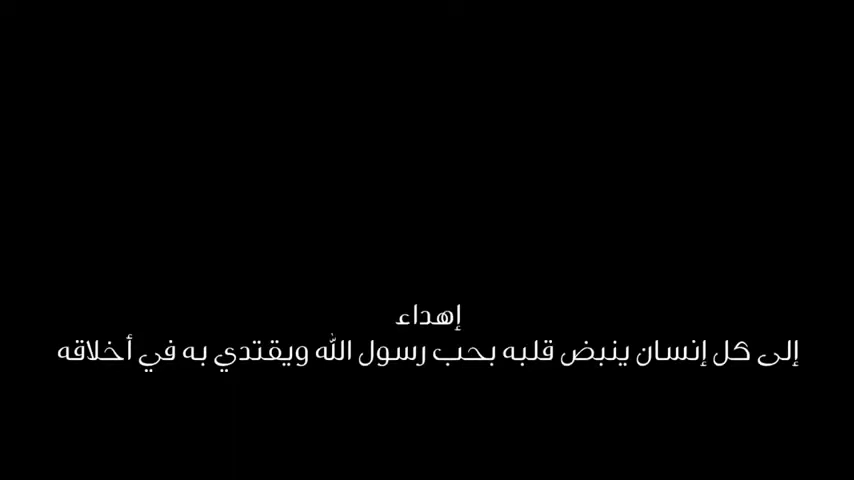 إهداء
إلى كل إنسان ينبض قلبه بحب رسول الله ويقتدي به في أخلاقه